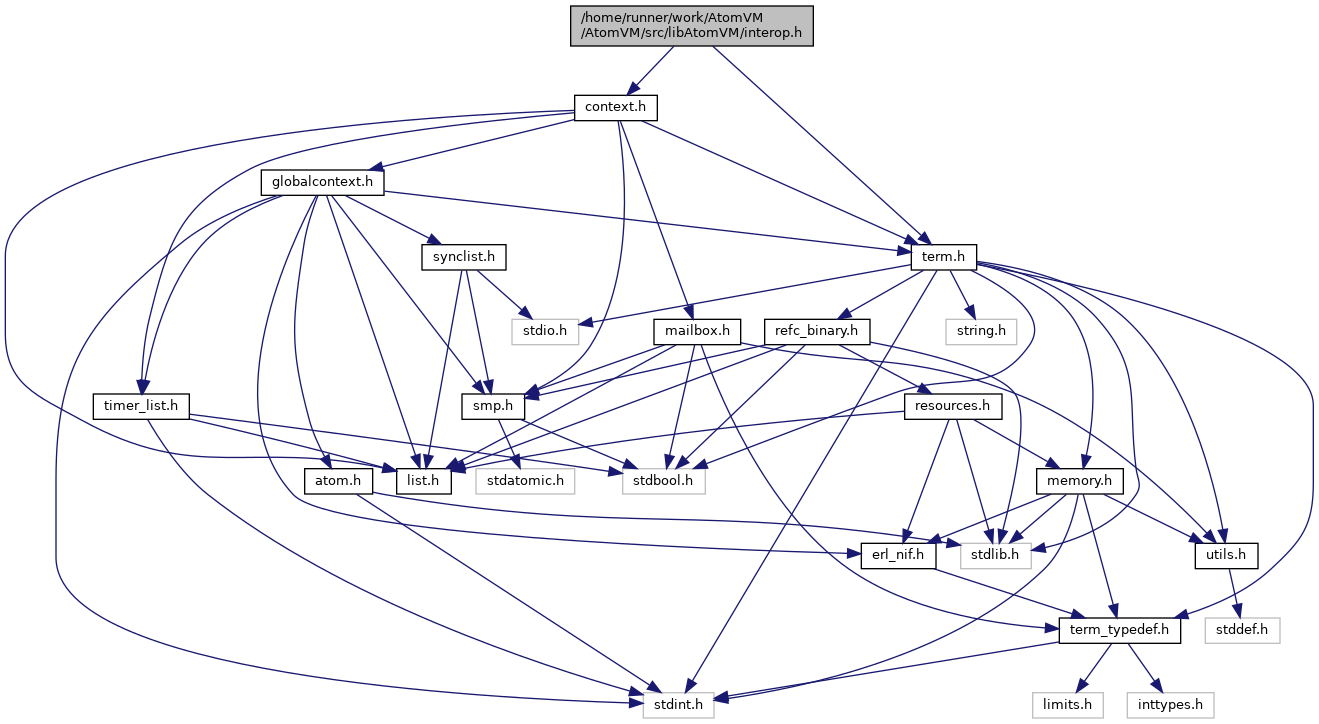 /home/runner/work/AtomVM
/AtomVM/src/libAtomVM/interop.h
context.h
globalcontext.h
synclist.h
term.h
stdio.h
mailbox.h
refc_binary.h
string.h
timer_list.h
smp.h
resources.h
atom.h
list.h
stdatomic.h
stdbool.h
memory.h
erl_nif.h
stdlib.h
utils.h
term_typedef.h
stddef.h
stdint.h
limits.h
inttypes.h